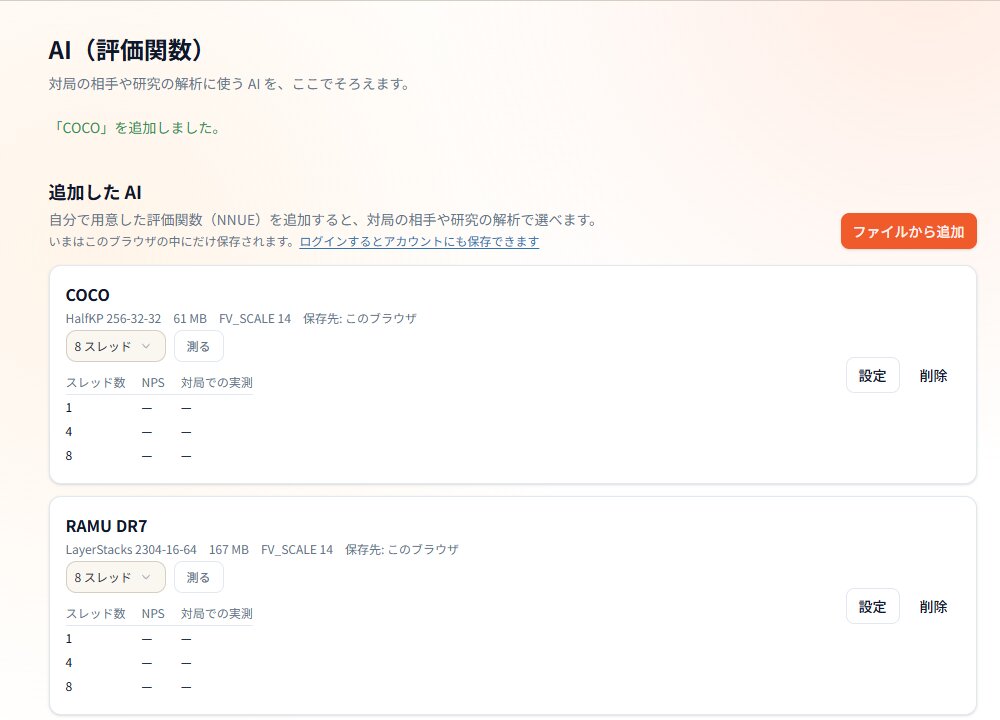 AI（評価関数）
対局の相手や研究の解析に使う AI を、ここでそろえます。
「COCO」を追加しました。
追加した AI
自分で用意した評価関数（NNUE）を追加すると、対局の相手や研究の解析で選べます。
いまはこのブラウザの中にだけ保存されます。ログインするとアカウントにも保存できます
ファイルから追加
COCO
HalfKP 256-32-32 61 MB FV_SCALE 14 保存先: このブラウザ
8 スレッド 測る
設定 削除
スレッド数 NPS 対局での実測
1 — —
4 — —
8 — —
RAMU DR7
LayerStacks 2304-16-64 167 MB FV_SCALE 14 保存先: このブラウザ
8 スレッド 測る
設定 削除
スレッド数 NPS 対局での実測
1 — —
4 — —
8 — —